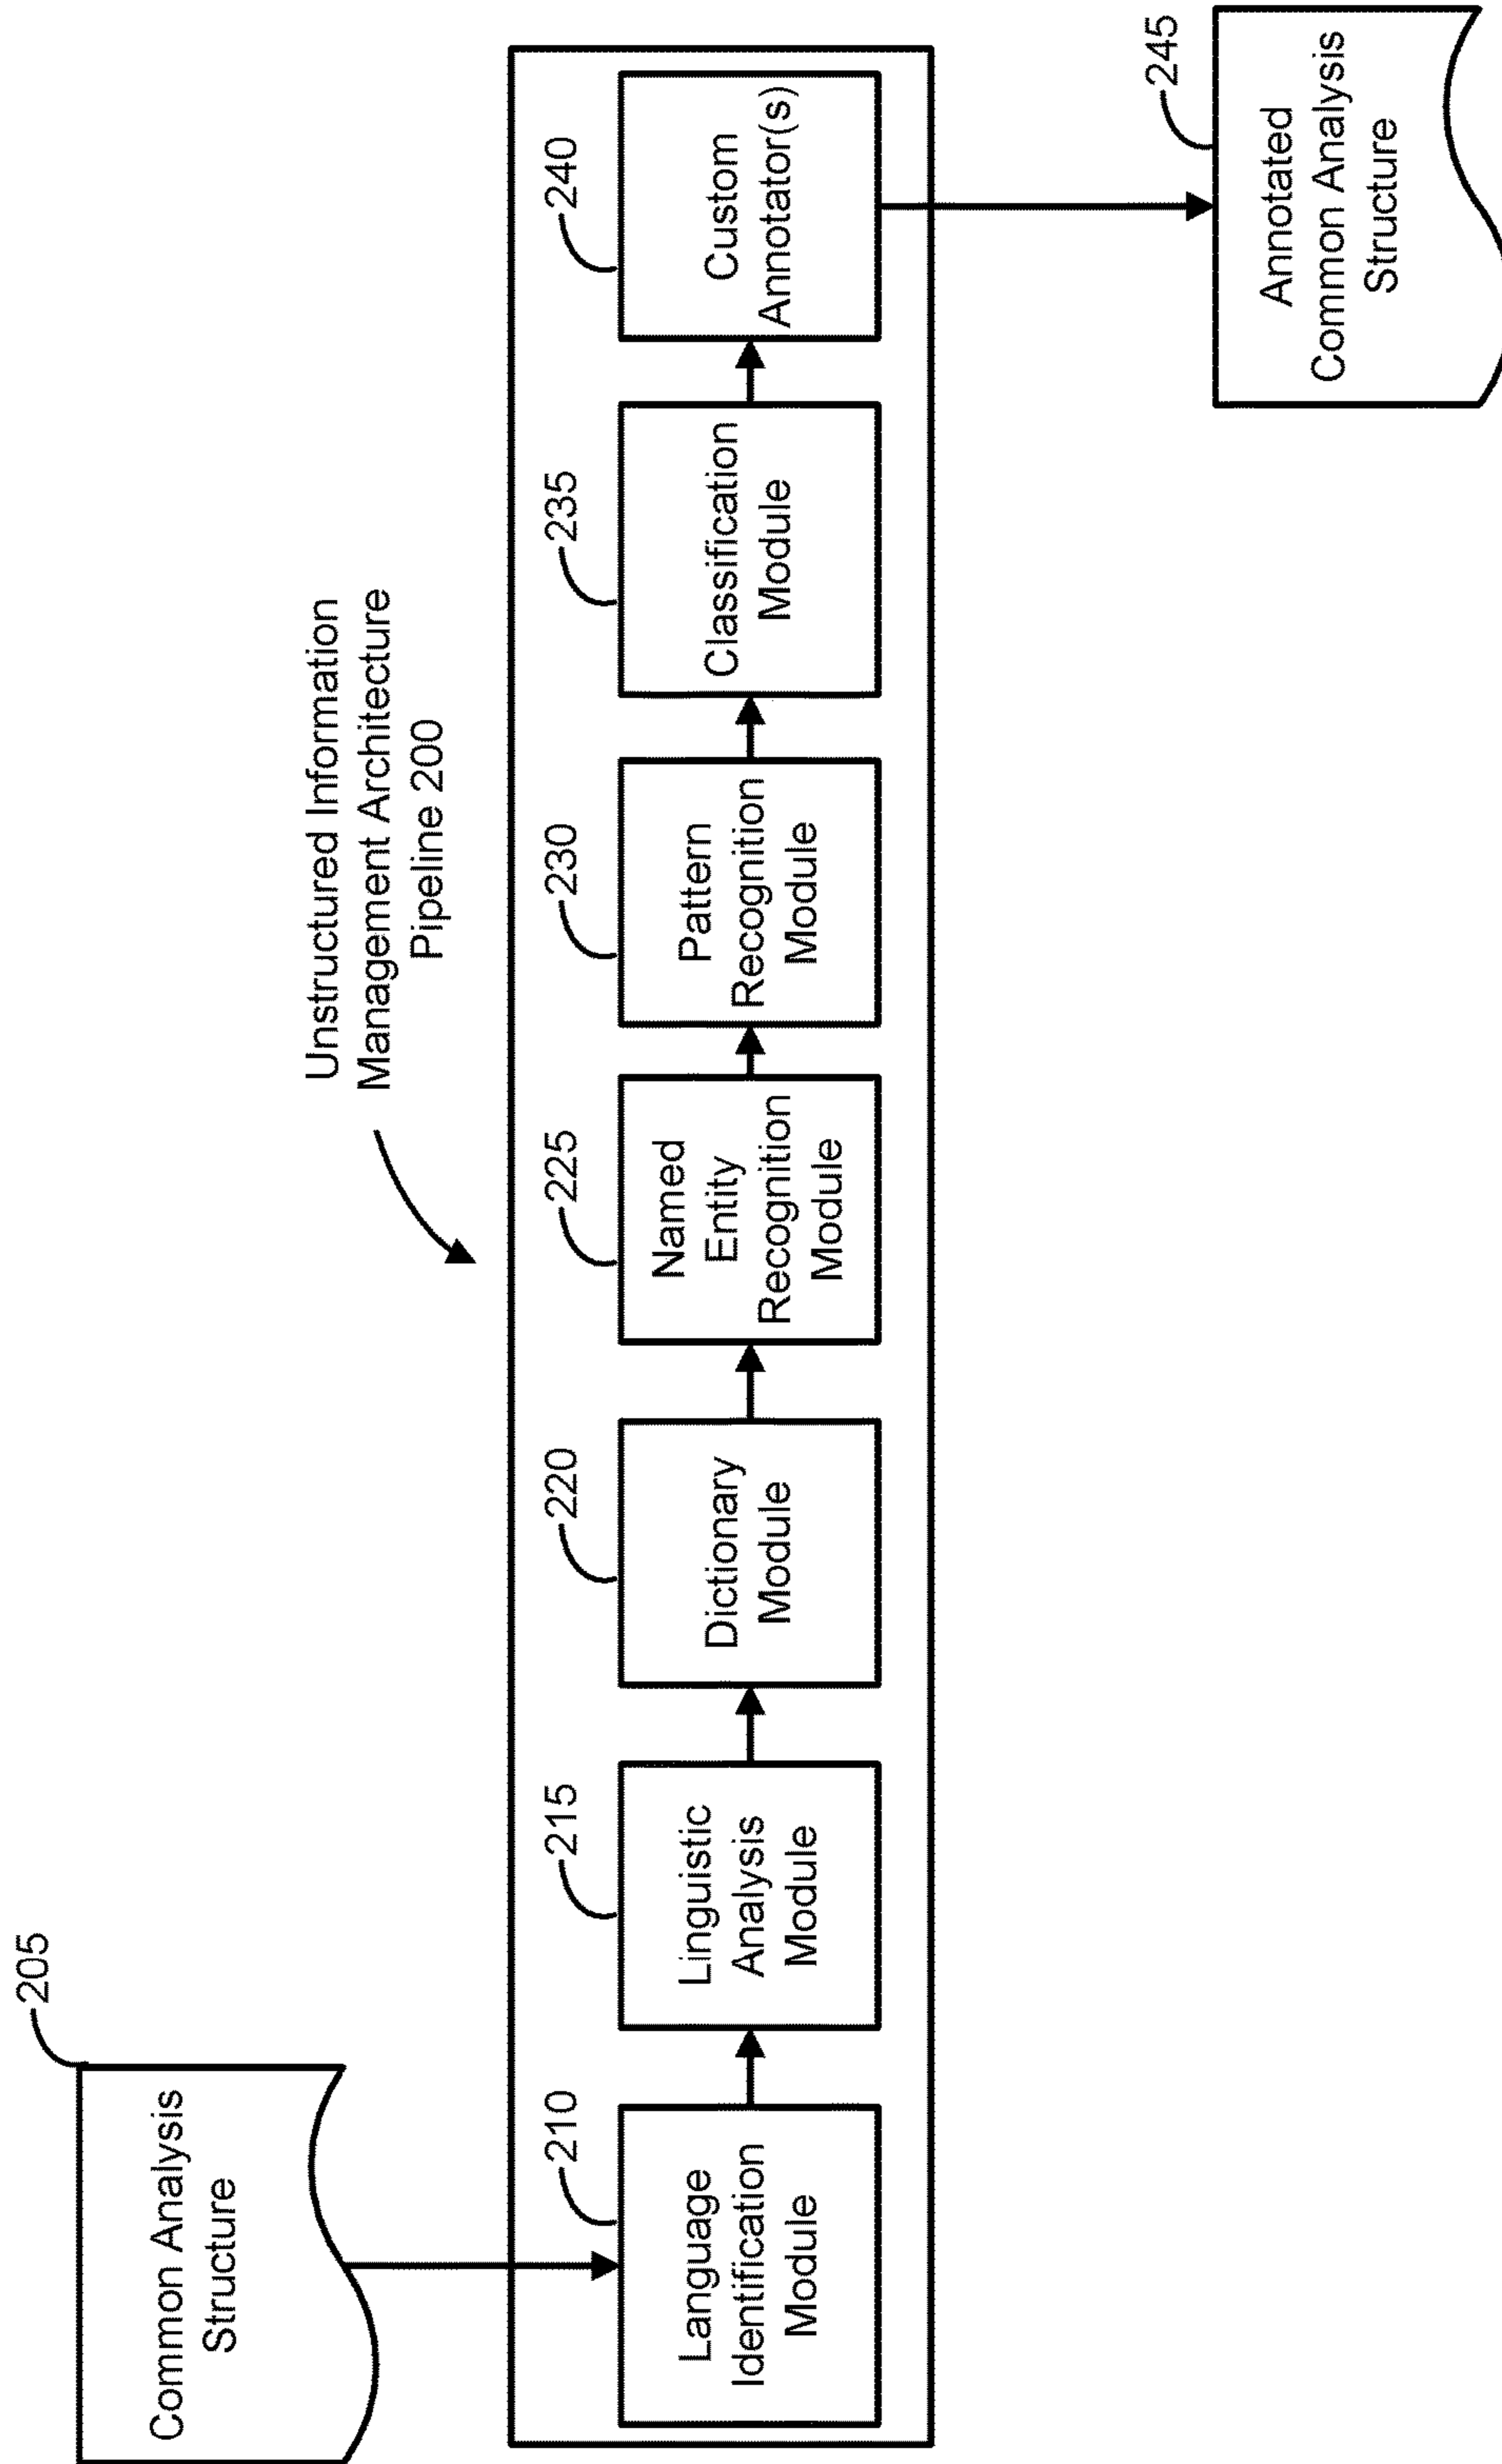 Unstructured Information
Management Architecture
Pipeline 200
205
Common Analysis
Structure
210
Language
Identification
Module
215
Linguistic
Analysis
Module
220
Dictionary
Module
225
Named
Entity
Recognition
Module
230
Pattern
Recognition
Module
235
Classification
Module
240
Custom
Annotator(s)
245
Annotated
Common Analysis
Structure